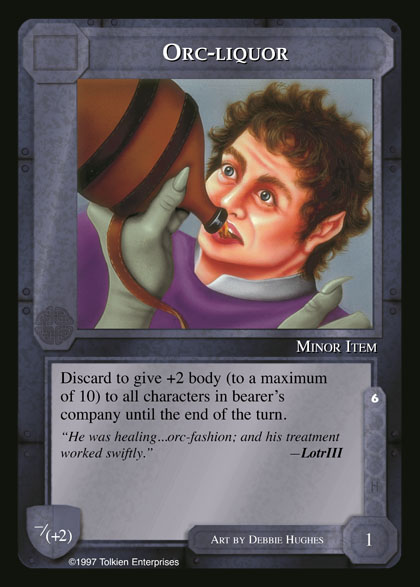 ORC-LIQUOR
MINOR ITEM
Discard to give +2 body (to a maximum
of 10) to all characters in bearer's
company until the end of the turn.
6
“He was healing...orc-fashion; and his treatment
worked swiftly.” —LotrIII
–/(+2)
ART BY DEBBIE HUGHES
1
©1997 Tolkien Enterprises